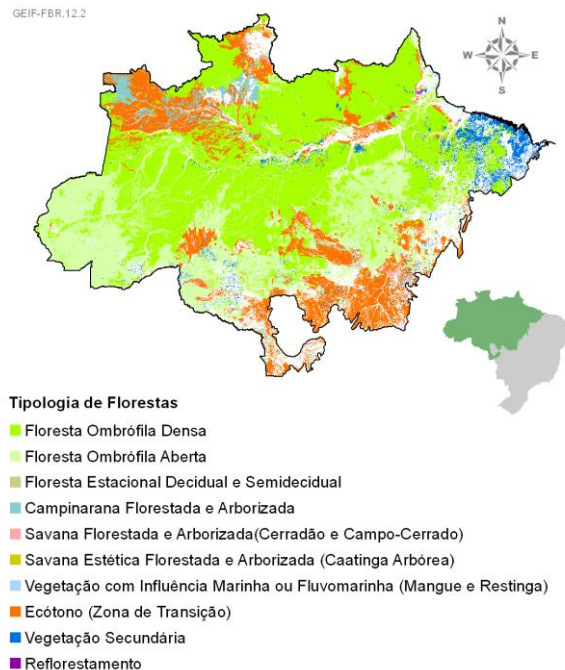 GEIF-FBR.12.2
N
W
E
S
Tipologia de Florestas
Floresta Ombrófila Densa
Floresta Ombrófila Aberta
Floresta Estacional Decidual e Semidecidual
Campinarana Florestada e Arborizada
Savana Florestada e Arborizada(Cerradão e Campo-Cerrado)
Savana Estética Florestada e Arborizada (Caatinga Arbórea)
Vegetação com Influência Marinha ou Fluvomarinha (Mangue e Restinga)
Ecótono (Zona de Transição)
Vegetação Secundária
Reflorestamento